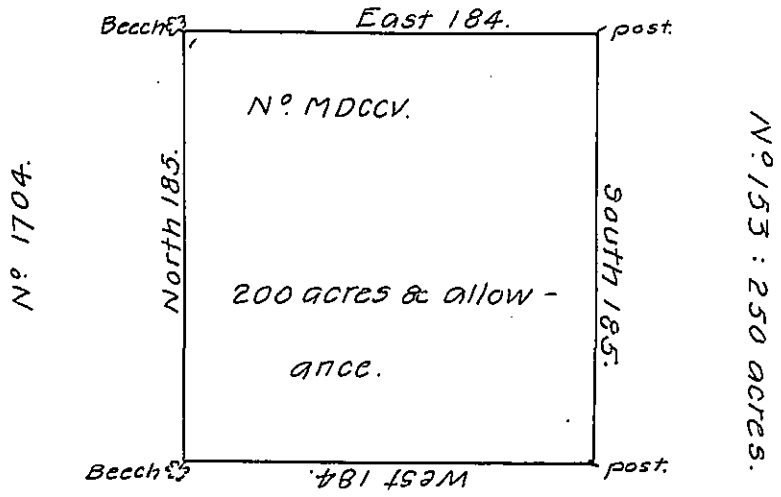 East 184.
Beech
post.
Nº MDCCV.
Nº 1704.
North 185.
South 185.
Nº 153 : 250 acres.
200 acres & allow -
ance.
Beech
West 184.
post.